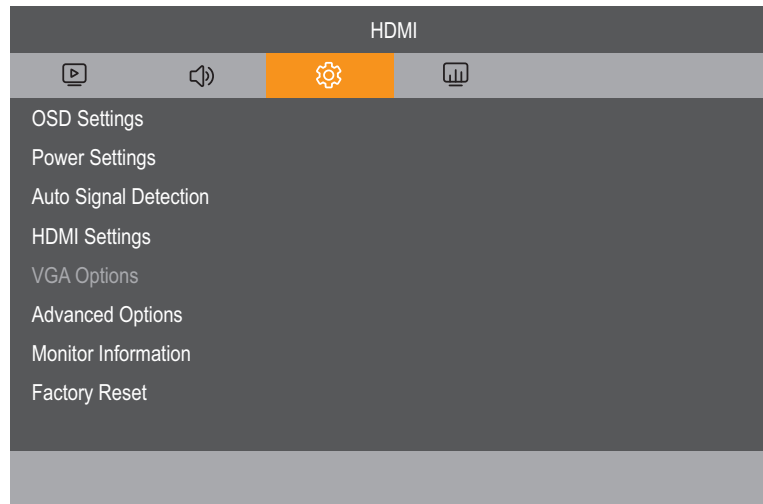 HDMI
OSD Settings
Power Settings
Auto Signal Detection
HDMI Settings
VGA Options
Advanced Options
Monitor Information
Factory Reset